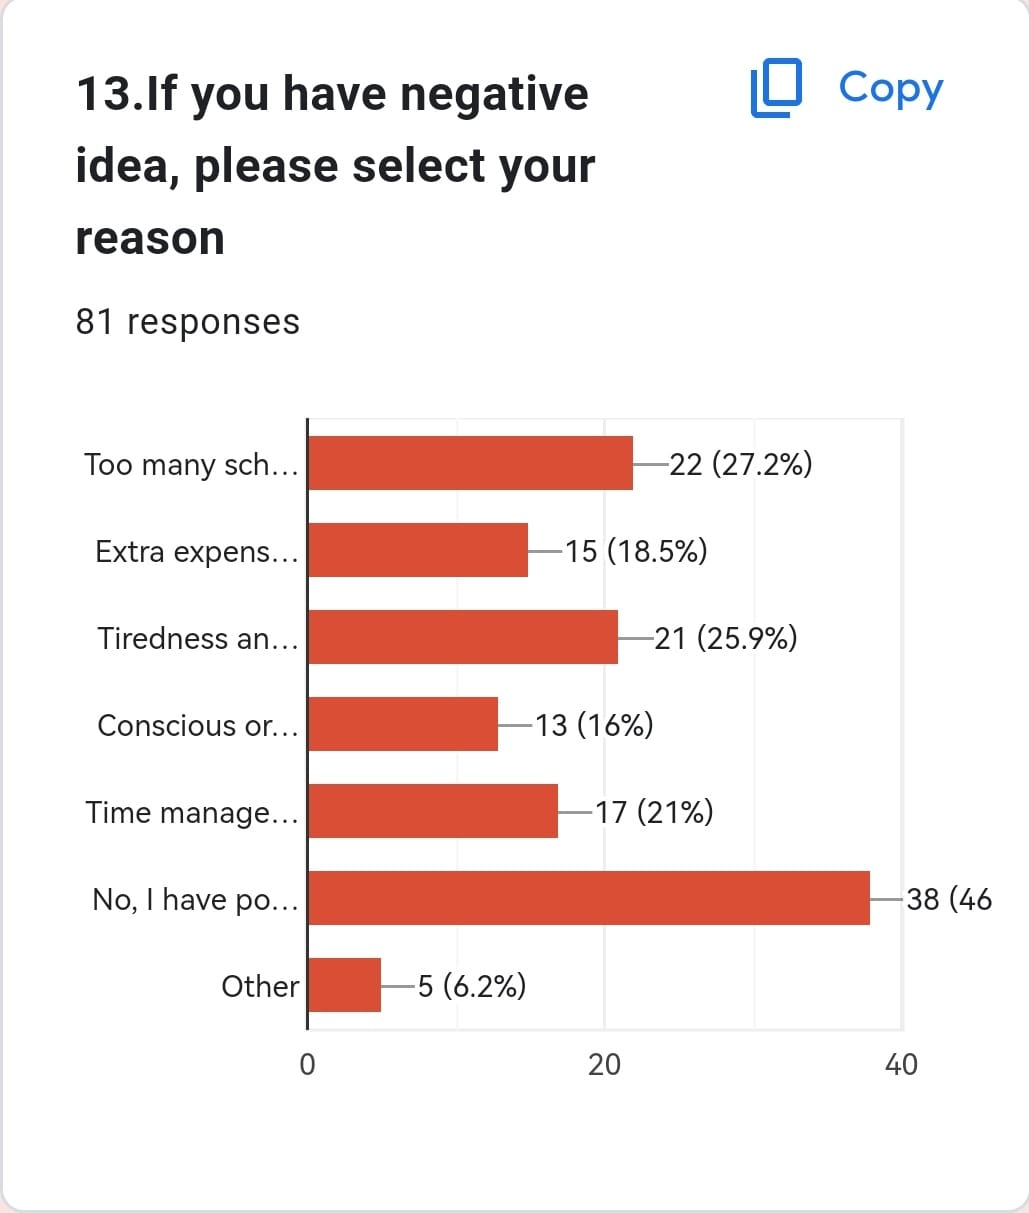 13.If you have negative
idea, please select your
reason
Copy
81 responses
Too many sch...
22 (27.2%)
Extra expens...
15 (18.5%)
Tiredness an...
21 (25.9%)
Conscious or...
13 (16%)
Time manage...
17 (21%)
No, I have po...
38 (46
Other
5 (6.2%)
0 20 40